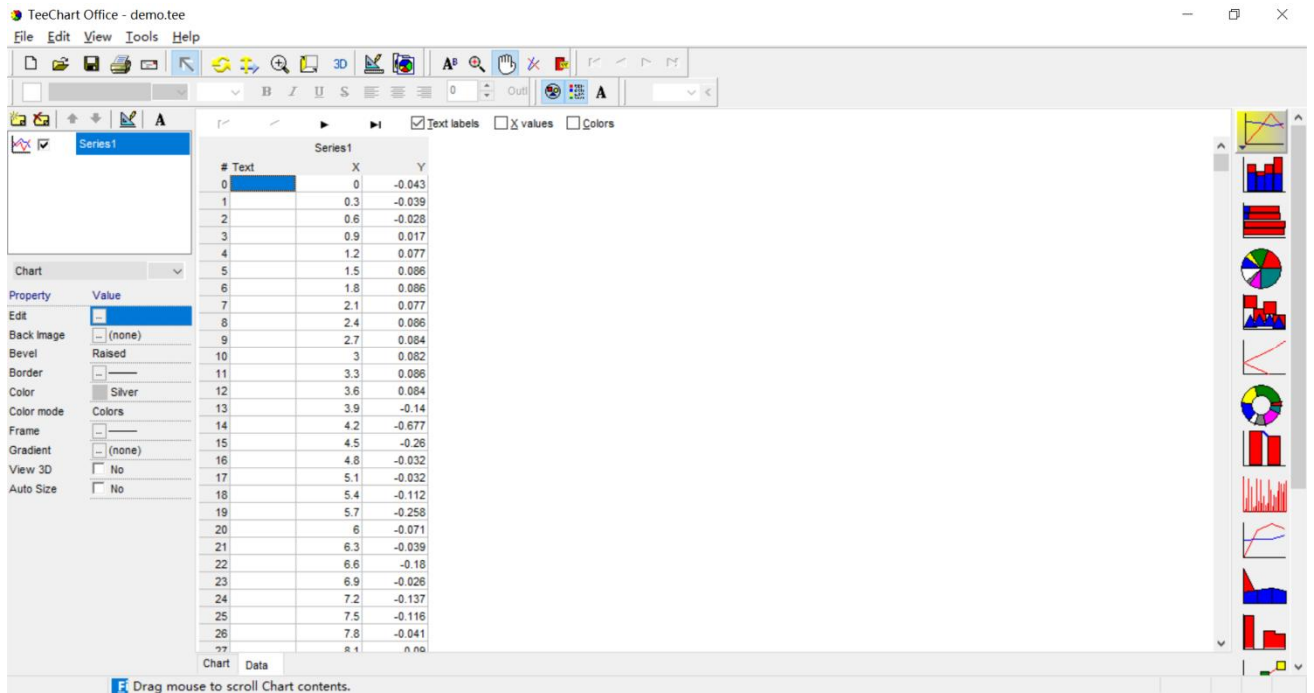 TeeChart Office - demo.tee
File Edit View Tools Help
3D
A B
B I U S 0 Outl A
A
Text labels X values Colors
Series1
Series1
# Text X Y
0 0 -0.043
1 0.3 -0.039
2 0.6 -0.028
3 0.9 0.017
4 1.2 0.077
5 1.5 0.086
6 1.8 0.086
7 2.1 0.077
8 2.4 0.086
9 2.7 0.084
10 3 0.082
11 3.3 0.086
12 3.6 0.084
13 3.9 -0.14
14 4.2 -0.677
15 4.5 -0.26
16 4.8 -0.032
17 5.1 -0.032
18 5.4 -0.112
19 5.7 -0.258
20 6 -0.071
21 6.3 -0.039
22 6.6 -0.18
23 6.9 -0.026
24 7.2 -0.137
25 7.5 -0.116
26 7.8 -0.041
27 8.1 0.09
Chart
Property Value
Edit ...
Back Image ... (none)
Bevel Raised
Border ...
Color Silver
Color mode Colors
Frame ...
Gradient ... (none)
View 3D No
Auto Size No
Chart Data
Drag mouse to scroll Chart contents.